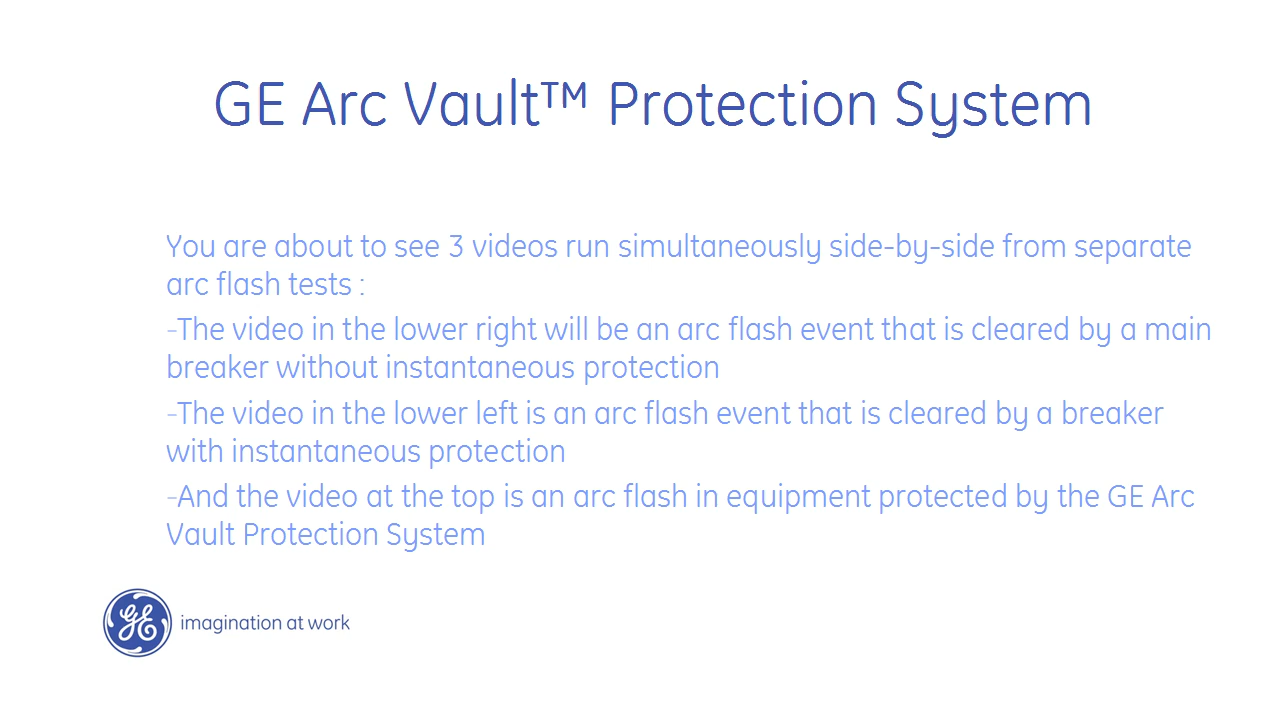 GE Arc Vault™ Protection System
You are about to see 3 videos run simultaneously side-by-side from separate
arc flash tests :
-The video in the lower right will be an arc flash event that is cleared by a main
breaker without instantaneous protection
-The video in the lower left is an arc flash event that is cleared by a breaker
with instantaneous protection
-And the video at the top is an arc flash in equipment protected by the GE Arc
Vault Protection System
GE imagination at work